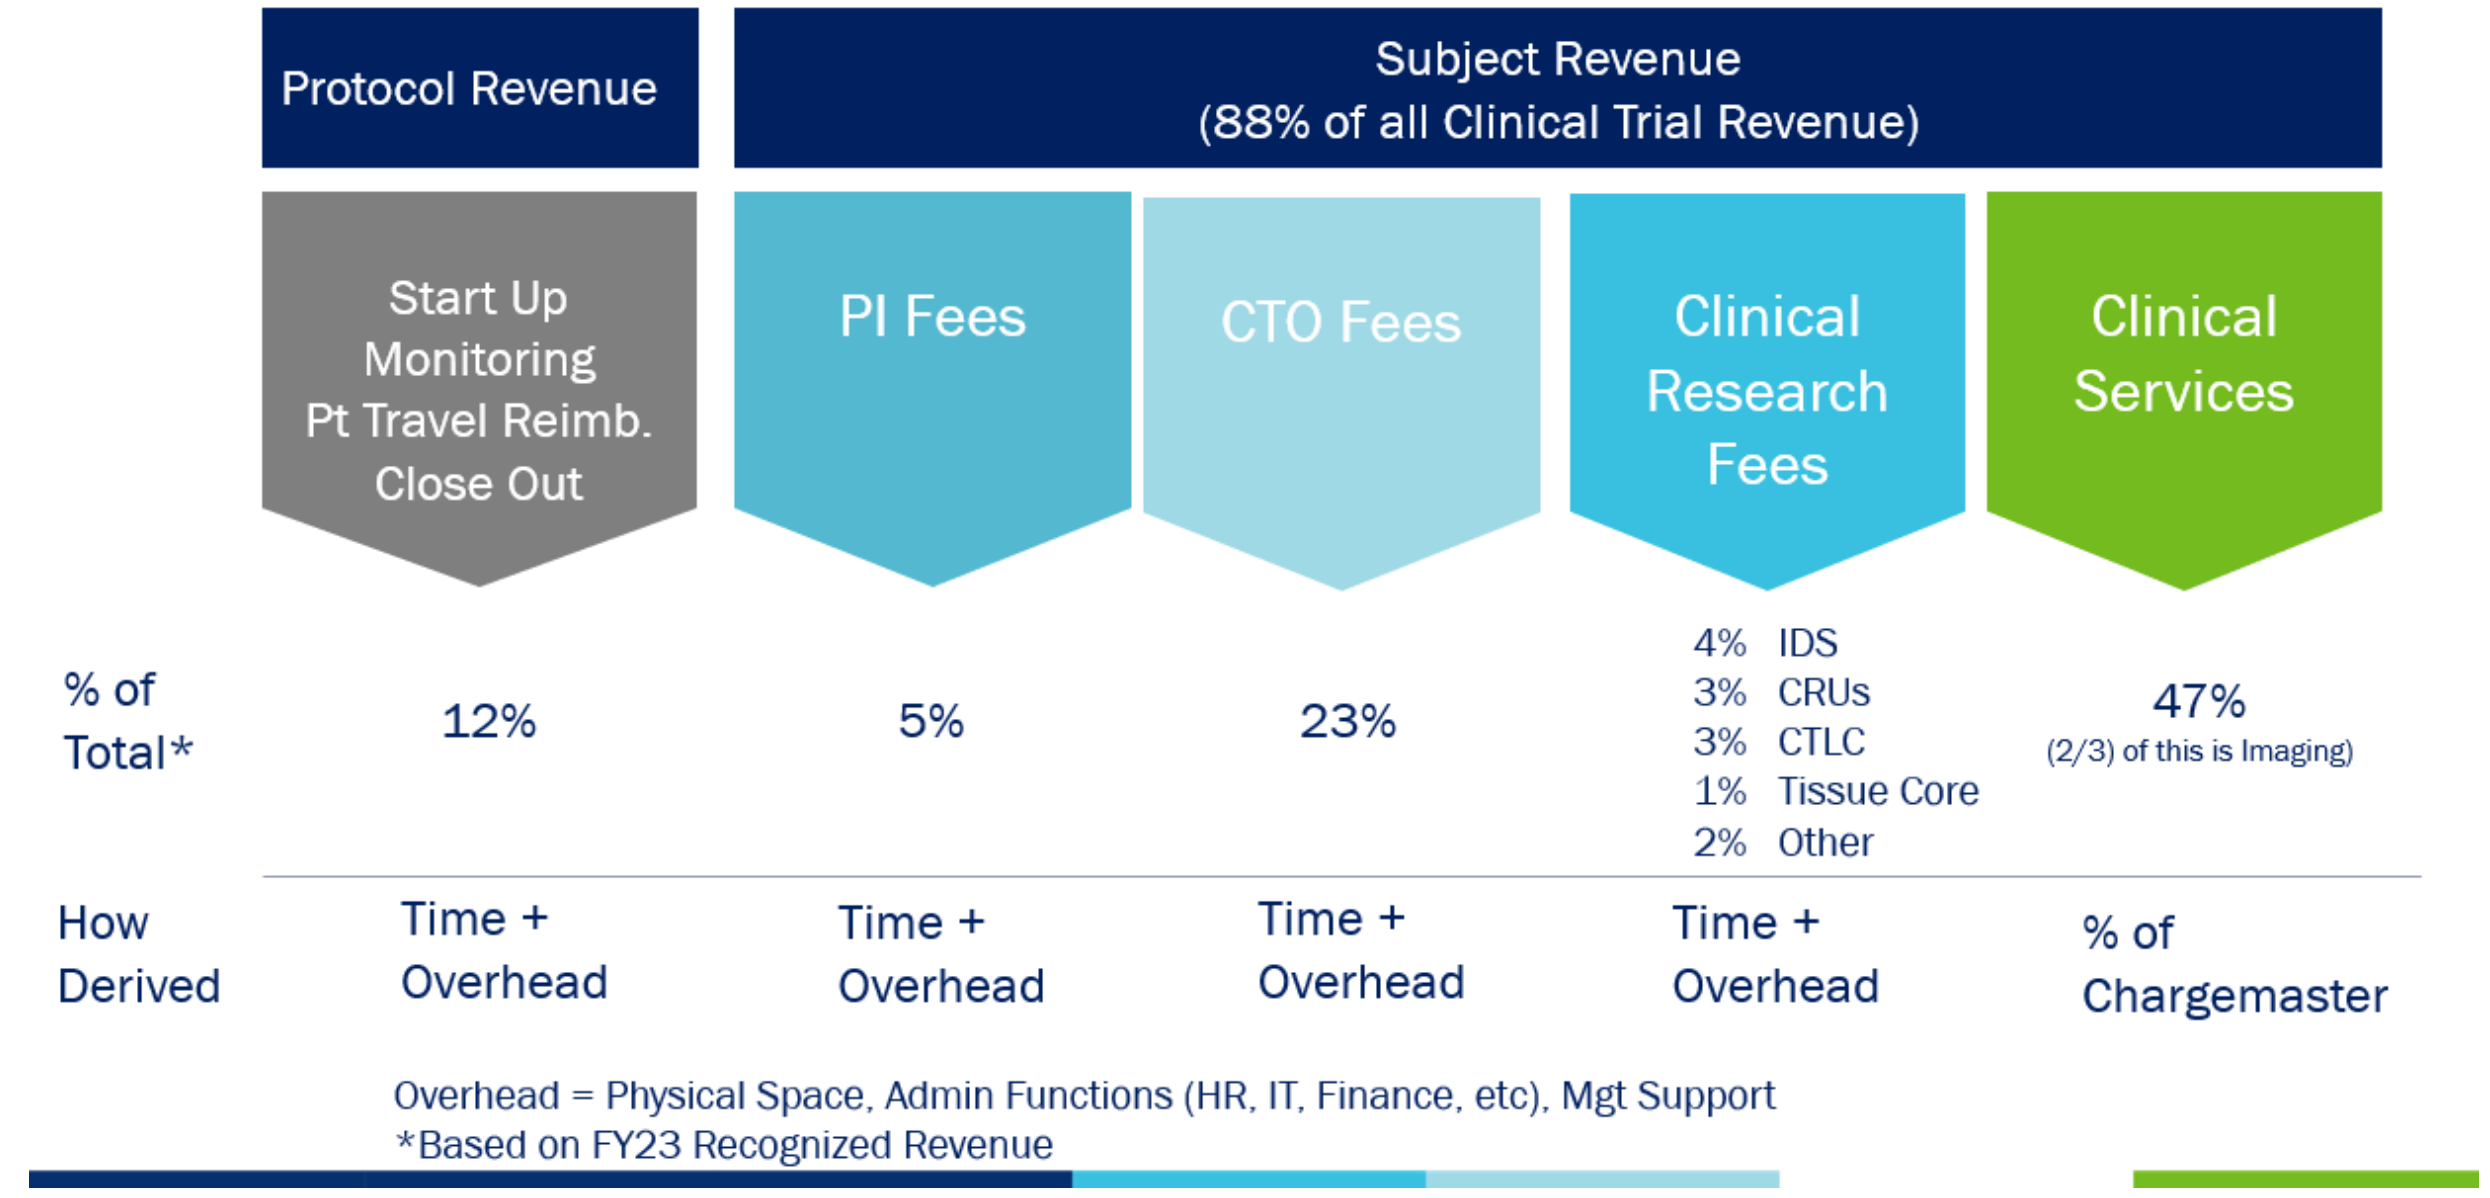 Protocol Revenue
Subject Revenue
(88% of all Clinical Trial Revenue)
Start Up
Monitoring
Pt Travel Reimb.
Close Out
PI Fees
CTO Fees
Clinical
Research
Fees
Clinical
Services
% of
Total*
12%
5%
23%
4% IDS
3% CRUs
3% CTLC
1% Tissue Core
2% Other
47%
(2/3) of this is Imaging)
How
Derived
Time +
Overhead
Time +
Overhead
Time +
Overhead
Time +
Overhead
% of
Chargemaster
Overhead = Physical Space, Admin Functions (HR, IT, Finance, etc), Mgt Support
*Based on FY23 Recognized Revenue